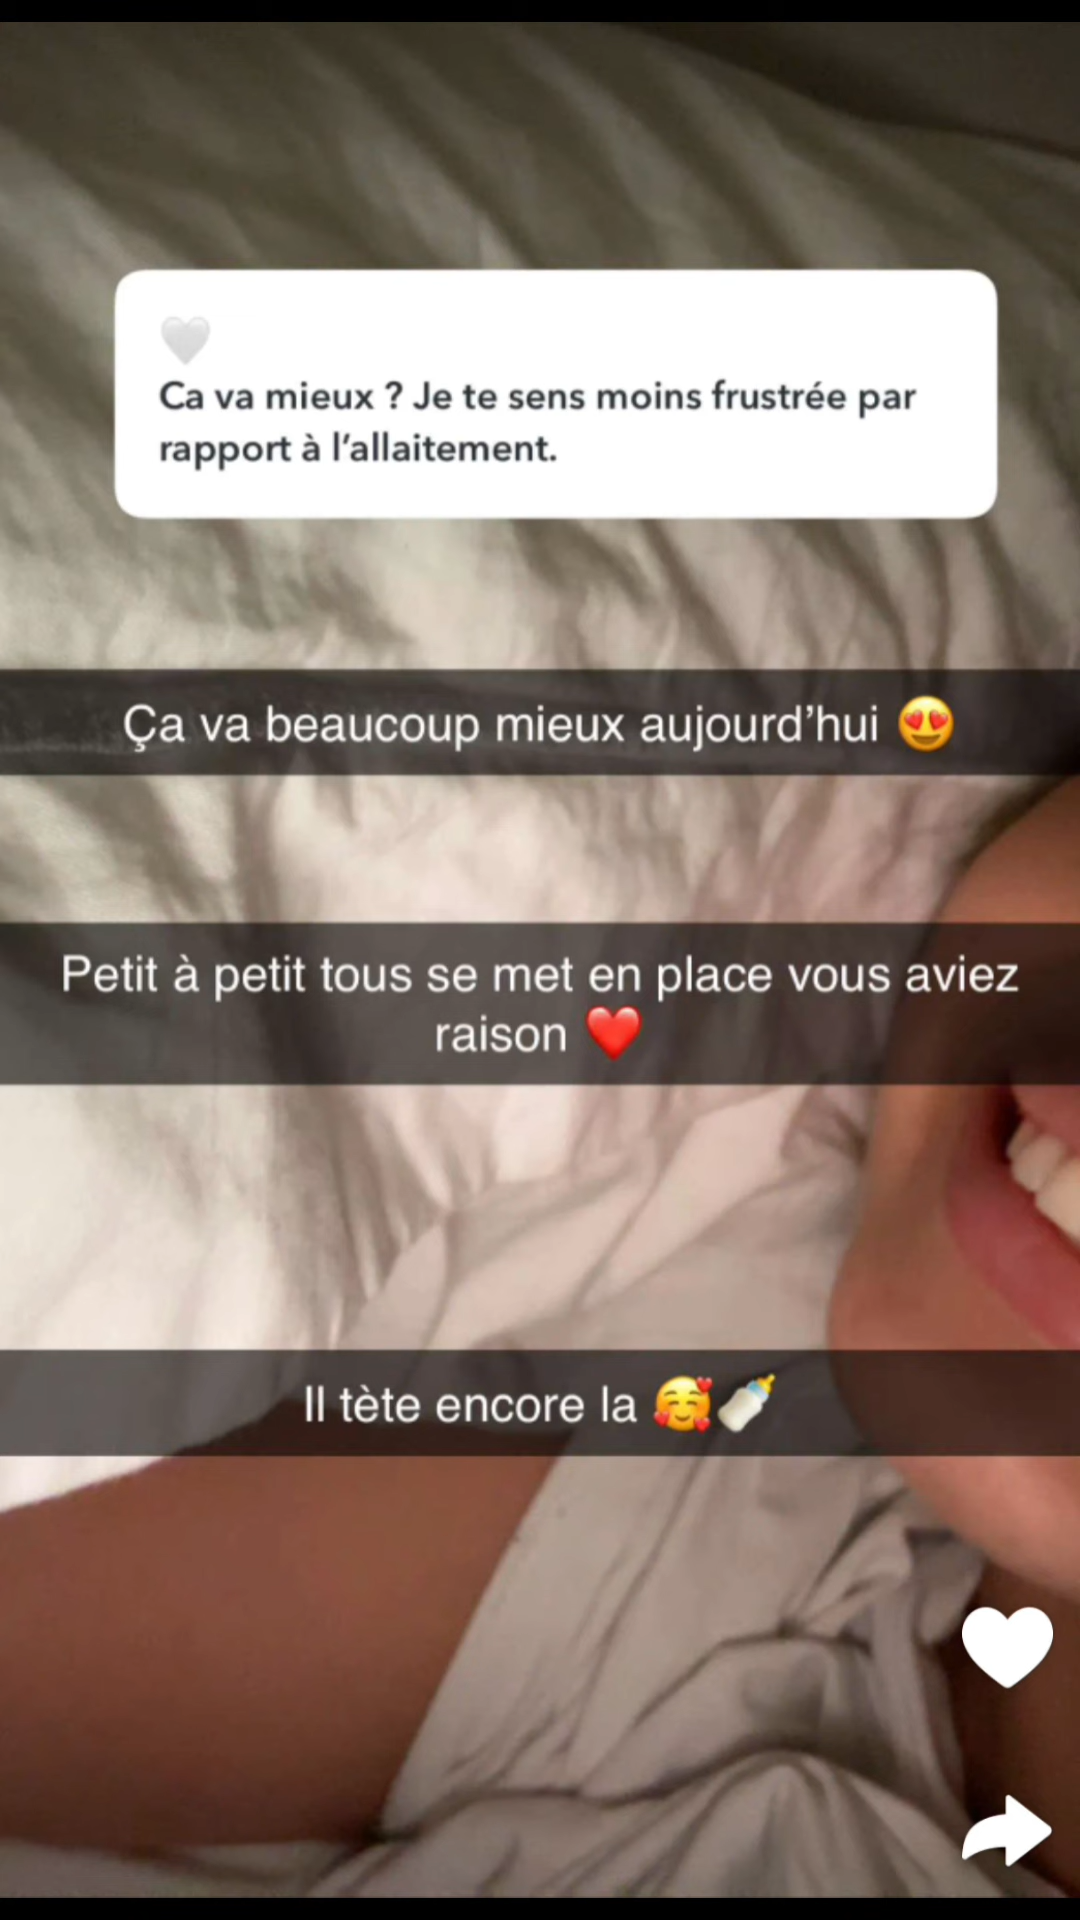 🤍
Ca va mieux ? Je te sens moins frustrée par
rapport à l’allaitement.
Ça va beaucoup mieux aujourd’hui 😍
Petit à petit tous se met en place vous aviez
raison ❤️
Il tète encore la 🥰🍼